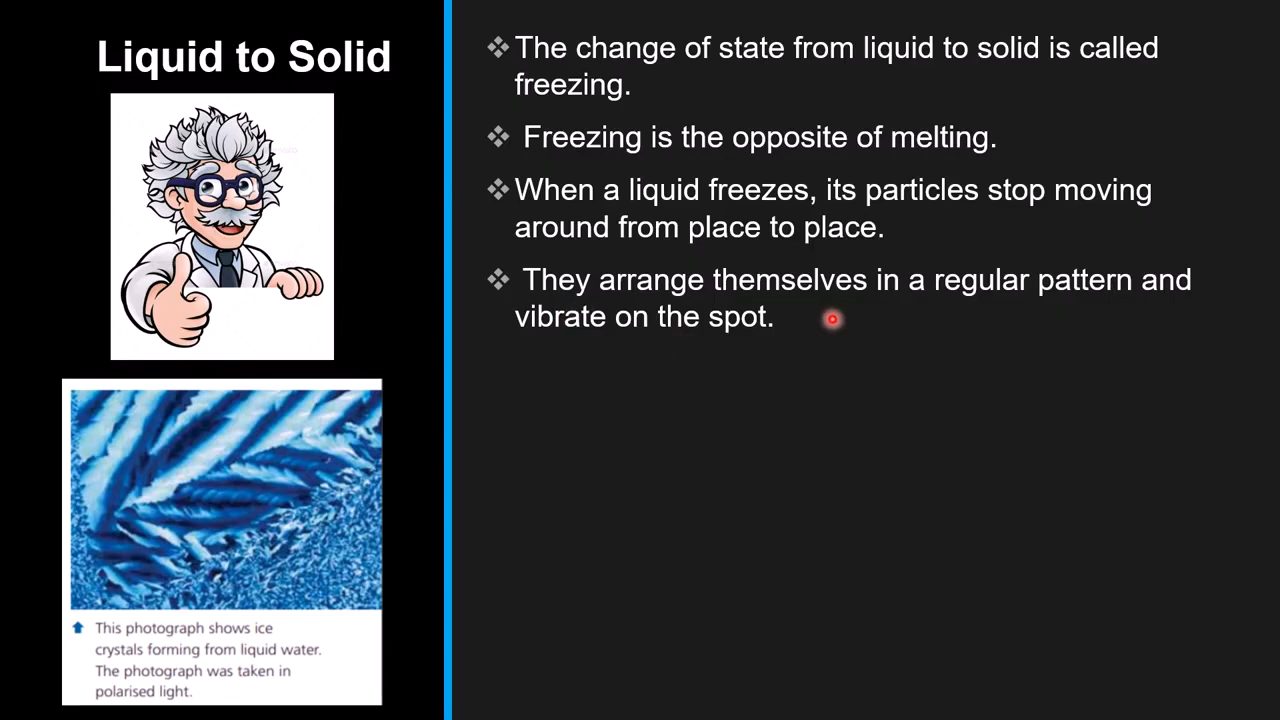 Liquid to Solid
The change of state from liquid to solid is called
freezing.
Freezing is the opposite of melting.
When a liquid freezes, its particles stop moving
around from place to place.
They arrange themselves in a regular pattern and
vibrate on the spot.
This photograph shows ice
crystals forming from liquid water.
The photograph was taken in
polarised light.